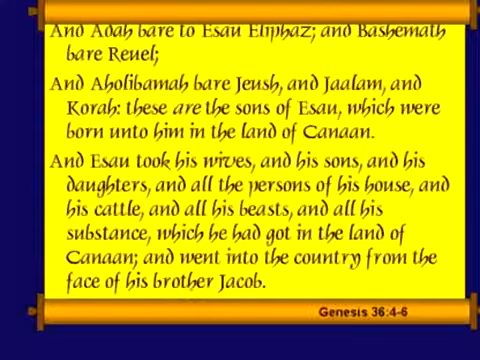 And Adah bare to Esau Eliphaz; and Bashemath
bare Reuel;
And Aholibamah bare Jeush, and Jaalam, and
Korah: these are the sons of Esau, which were
born unto him in the land of Canaan.
And Esau took his wives, and his sons, and his
daughters, and all the persons of his house, and
his cattle, and all his beasts, and all his
substance, which he had got in the land of
Canaan; and went into the country from the
face of his brother Jacob.
Genesis 36:4-6